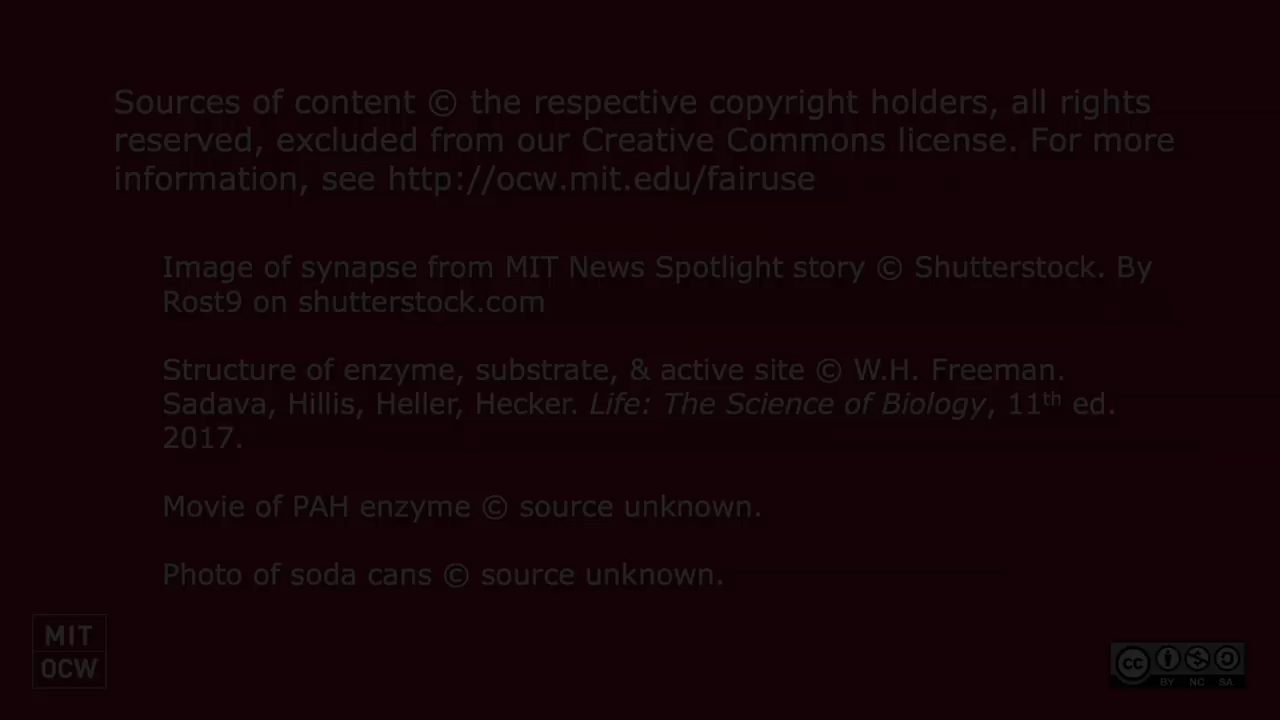 Sources of content © the respective copyright holders, all rights
reserved, excluded from our Creative Commons license. For more
information, see http://ocw.mit.edu/fairuse
Image of synapse from MIT News Spotlight story © Shutterstock. By
Rost9 on shutterstock.com
Structure of enzyme, substrate, & active site © W.H. Freeman.
Sadava, Hillis, Heller, Hecker. Life: The Science of Biology, 11th ed.
2017.
Movie of PAH enzyme © source unknown.
Photo of soda cans © source unknown.
MIT
OCW
cc
BY NC SA